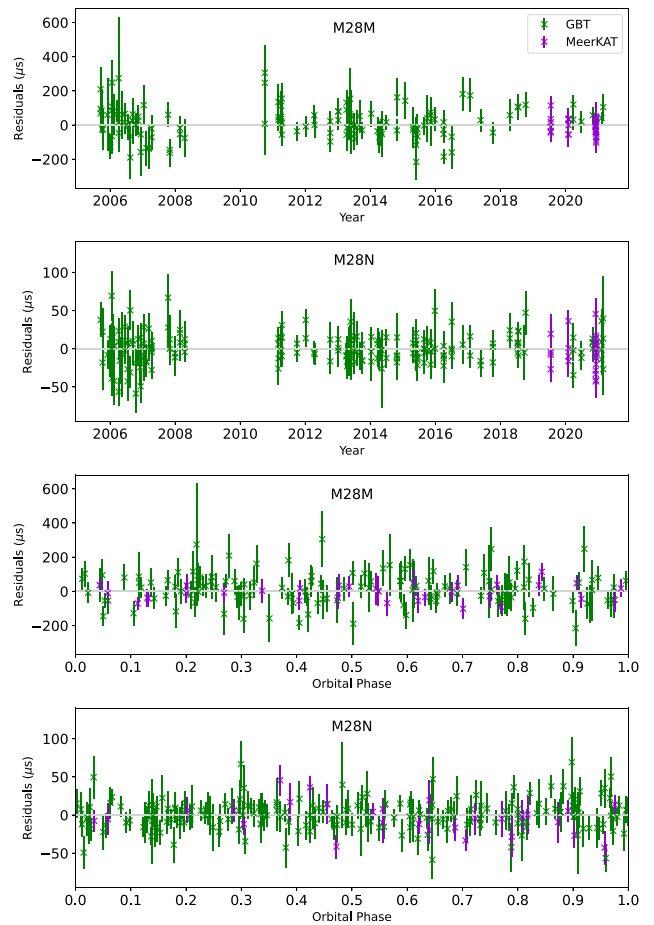 M28M
GBT
MeerKAT
Residuals (μs)
600
400
200
0
−200
2006 2008 2010 2012 2014 2016 2018 2020
Year
M28N
Residuals (μs)
100
50
0
−50
2006 2008 2010 2012 2014 2016 2018 2020
Year
M28M
Residuals (μs)
600
400
200
0
−200
0.0 0.1 0.2 0.3 0.4 0.5 0.6 0.7 0.8 0.9 1.0
Orbital Phase
M28N
Residuals (μs)
100
50
0
−50
0.0 0.1 0.2 0.3 0.4 0.5 0.6 0.7 0.8 0.9 1.0
Orbital Phase